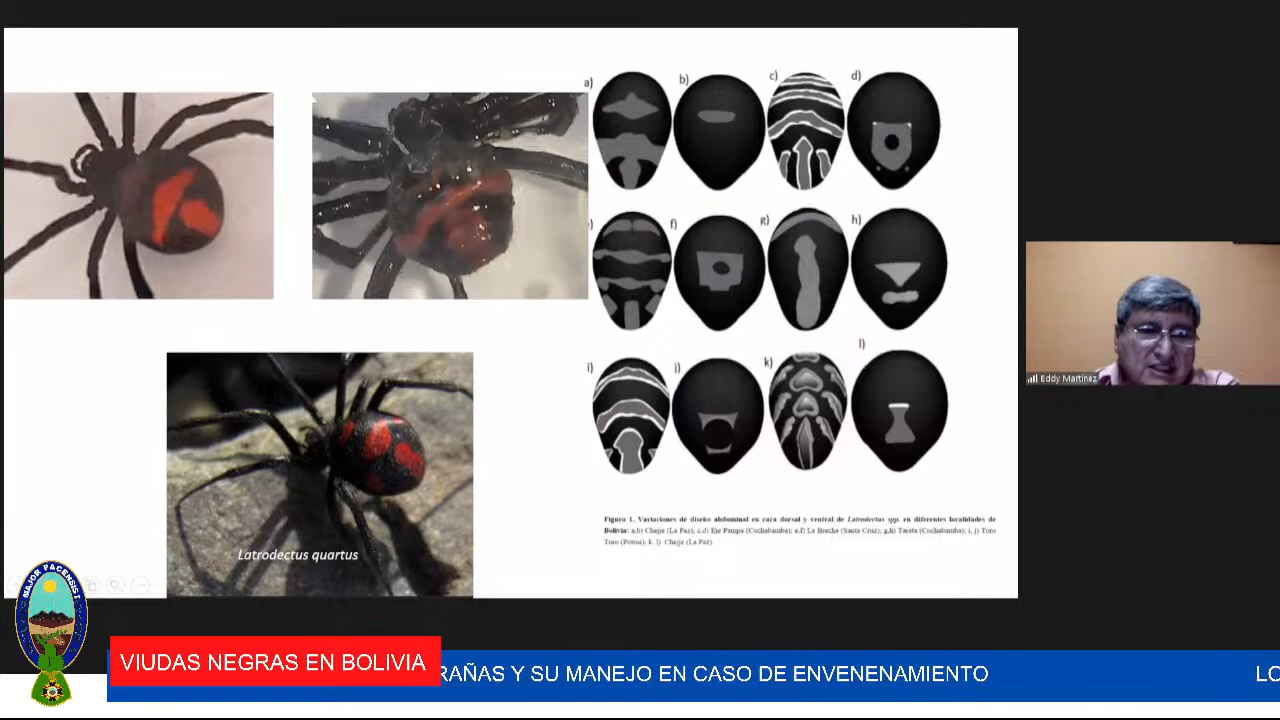 a)
b)
c)
d)
f)
g)
h)
i)
j)
k)
l)
Latrodectus quartus
Figura 1. Variaciones de diseño abdominal en cara dorsal y ventral de Latrodectus spp. en diferentes localidades de
Bolivia: a,b) Chejje (La Paz); c,d) Eje Pampa (Cochabamba); e,f) La Brecha (Santa Cruz); g,h) Tarata (Cochabamba); i, j) Toro
Toro (Potosí); k, l) Chejje (La Paz).
Eddy Martinez
MAJOR PACENSIS
VIUDAS NEGRAS EN BOLIVIA
RAÑAS Y SU MANEJO EN CASO DE ENVENENAMIENTO
LO